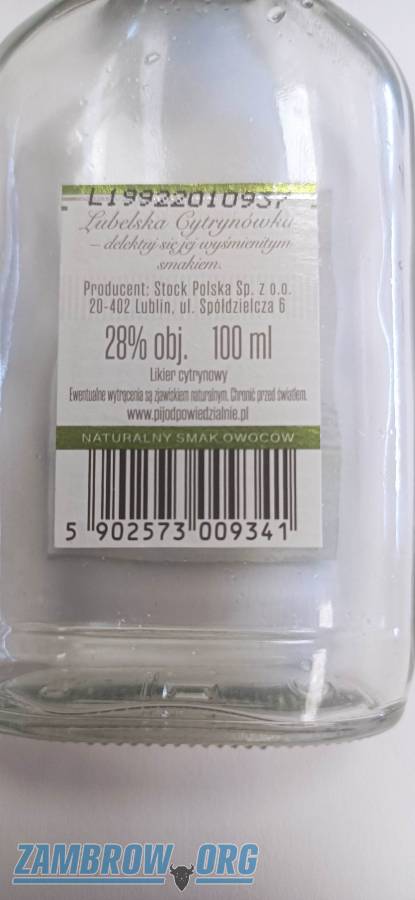 L19922010937
Lubelska Cytrynówka
– delektuj się jej wyśmienitym
smakiem.
Producent: Stock Polska Sp. z o.o.
20-402 Lublin, ul. Spółdzielcza 6
28% obj. 100 ml
Likier cytrynowy
Ewentualne wytrącenia są zjawiskiem naturalnym. Chronić przed światłem.
www.pijodpowiedzialnie.pl
NATURALNY SMAK OWOCÓW
5 902573 009341
ZAMBROW.ORG